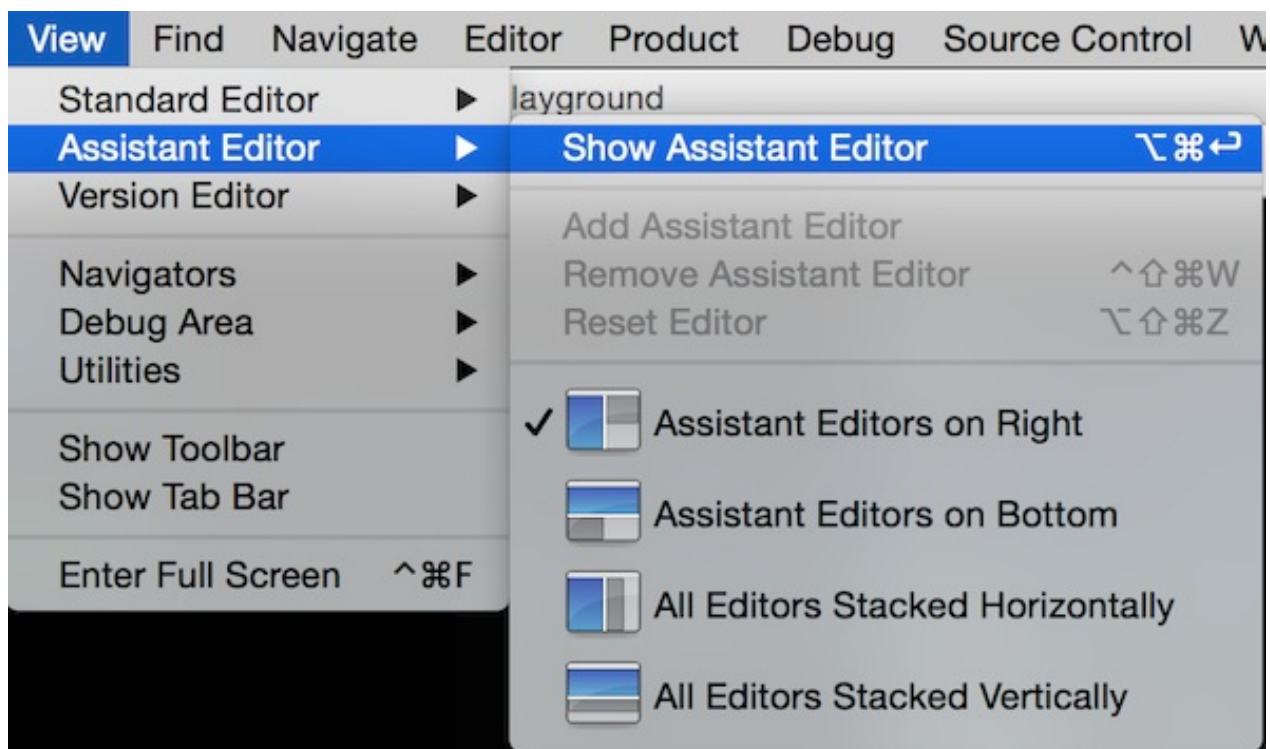 View Find Navigate Editor Product Debug Source Control W
layground
Standard Editor ▶
Assistant Editor ▶
Version Editor ▶
Navigators ▶
Debug Area ▶
Utilities ▶
Show Toolbar
Show Tab Bar
Enter Full Screen ^⌘F
Show Assistant Editor ⌥⌘↩
Add Assistant Editor
Remove Assistant Editor ^⇧⌘W
Reset Editor ⌥⇧⌘Z
✓ Assistant Editors on Right
Assistant Editors on Bottom
All Editors Stacked Horizontally
All Editors Stacked Vertically